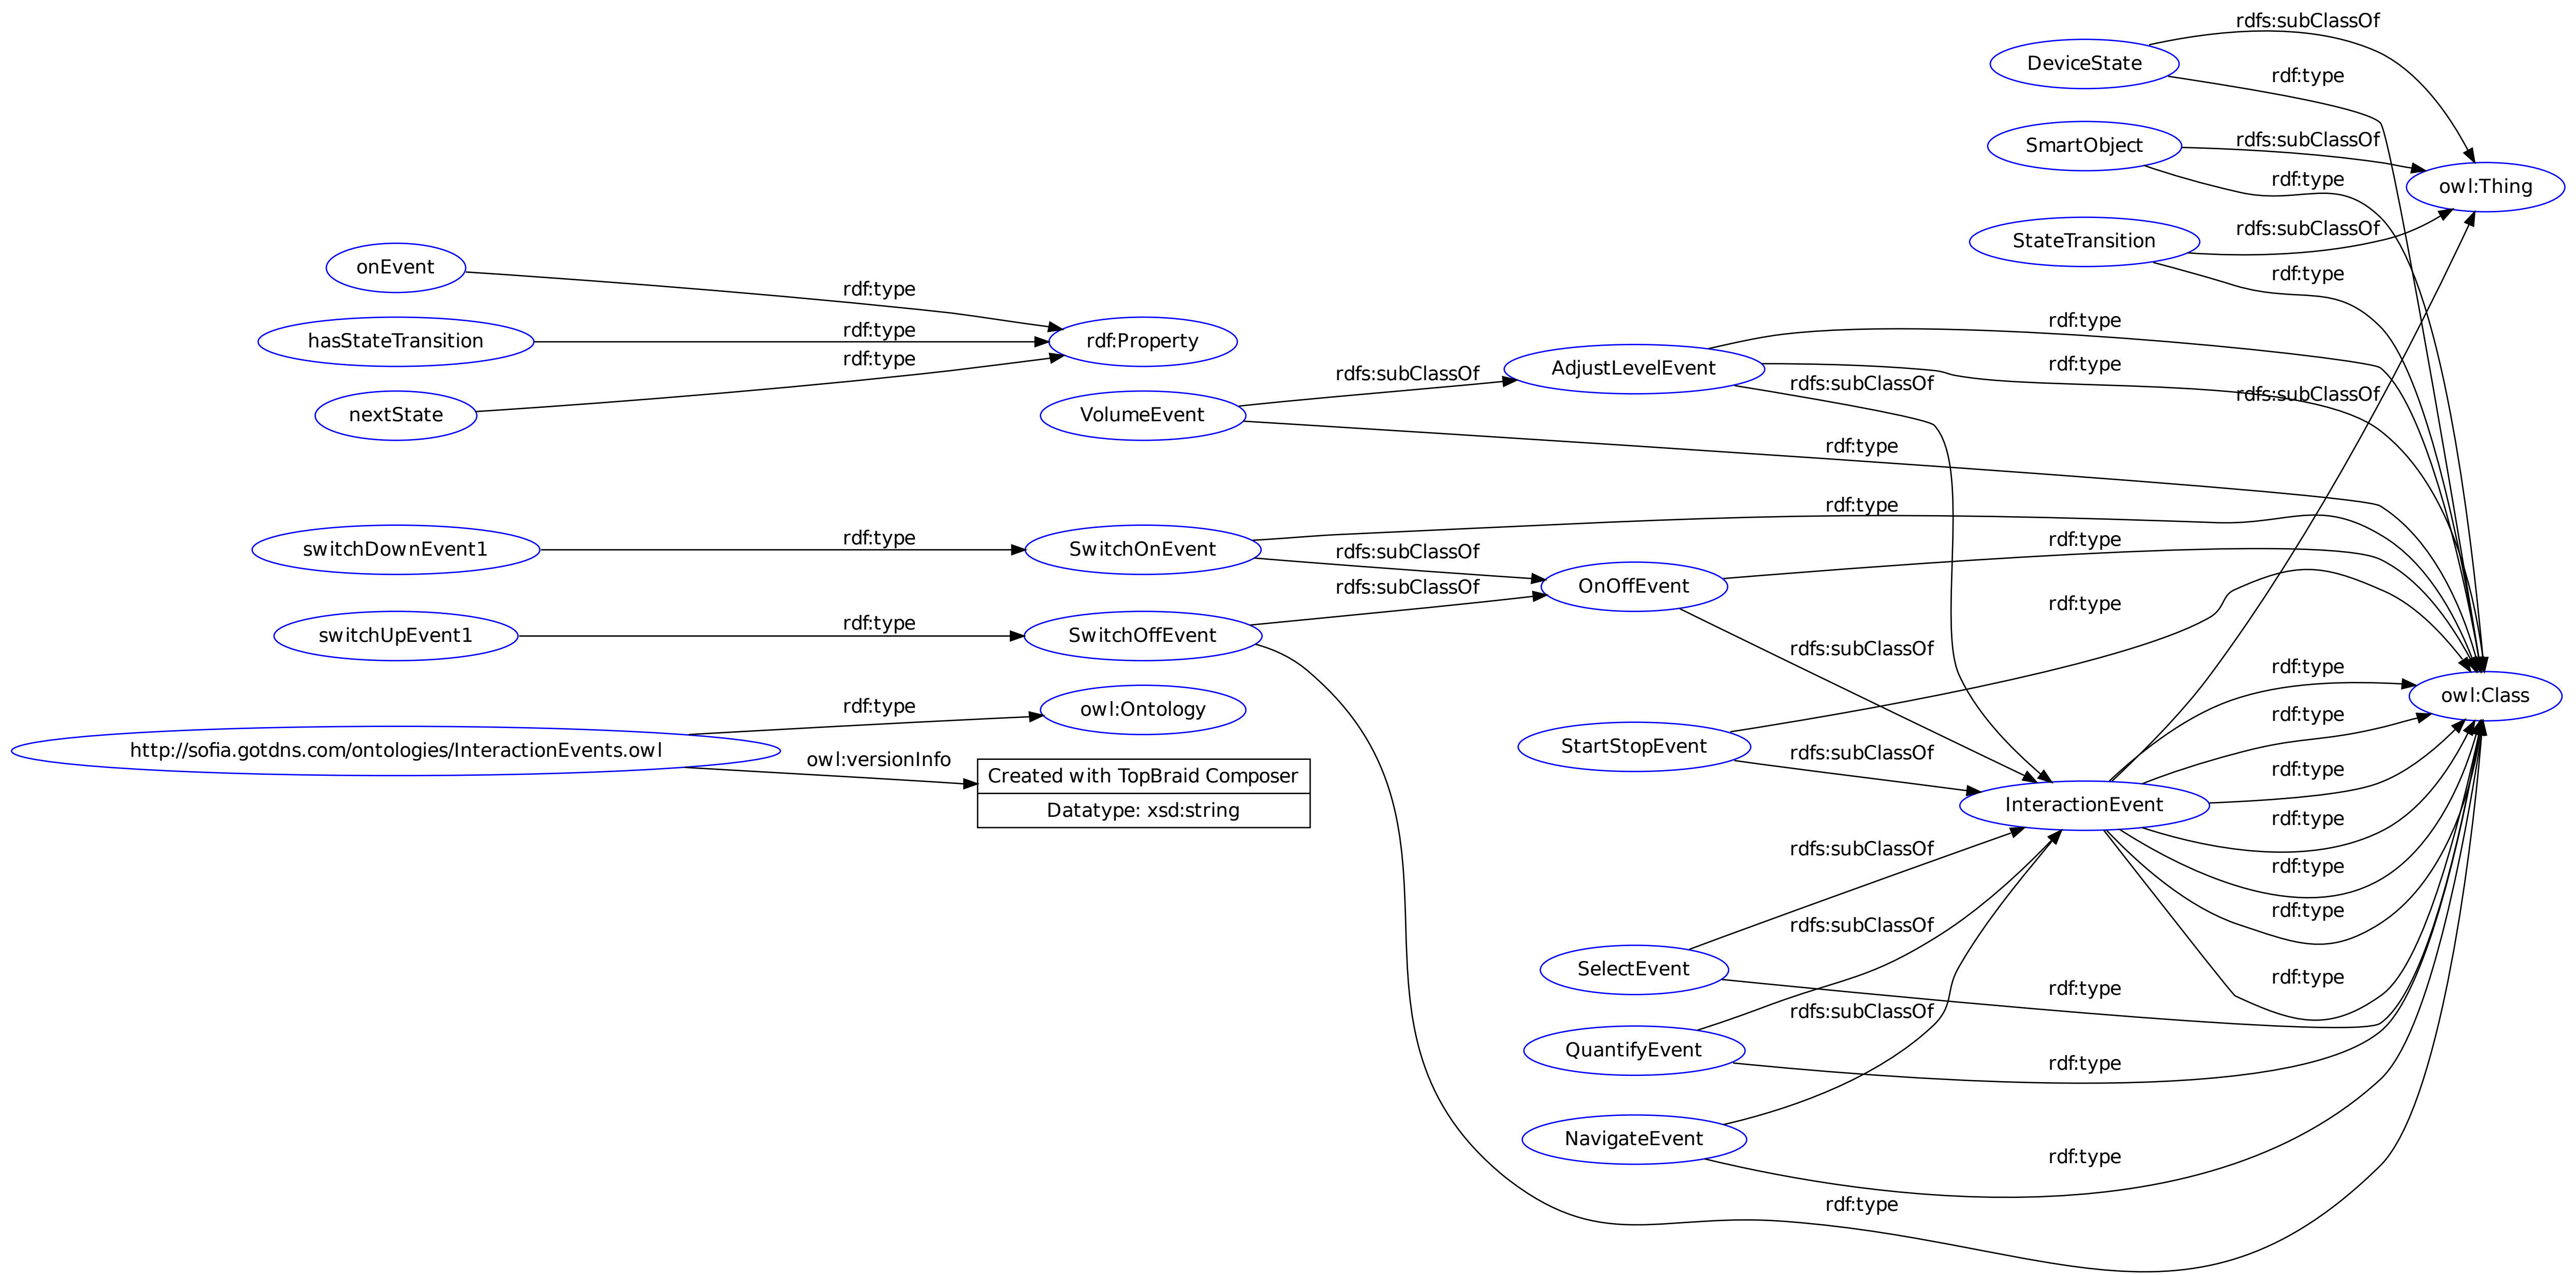 rdfs:subClassOf
DeviceState
rdf:type
SmartObject
rdfs:subClassOf
rdf:type
owl:Thing
StateTransition
rdfs:subClassOf
rdf:type
onEvent
rdf:type
hasStateTransition
rdf:type
rdf:Property
rdf:type
nextState
VolumeEvent
rdfs:subClassOf
AdjustLevelEvent
rdf:type
rdf:type
rdfs:subClassOf
rdfs:subClassOf
rdf:type
switchDownEvent1
rdf:type
SwitchOnEvent
rdf:type
rdfs:subClassOf
rdf:type
OnOffEvent
rdfs:subClassOf
rdf:type
switchUpEvent1
rdf:type
SwitchOffEvent
rdfs:subClassOf
rdf:type
owl:Class
http://sofia.gotdns.com/ontologies/InteractionEvents.owl
rdf:type
owl:Ontology
owl:versionInfo
Created with TopBraid Composer
Datatype: xsd:string
StartStopEvent
rdfs:subClassOf
InteractionEvent
rdf:type
rdf:type
rdf:type
rdf:type
rdf:type
rdf:type
rdfs:subClassOf
SelectEvent
rdf:type
rdfs:subClassOf
QuantifyEvent
rdf:type
rdfs:subClassOf
NavigateEvent
rdf:type
rdf:type